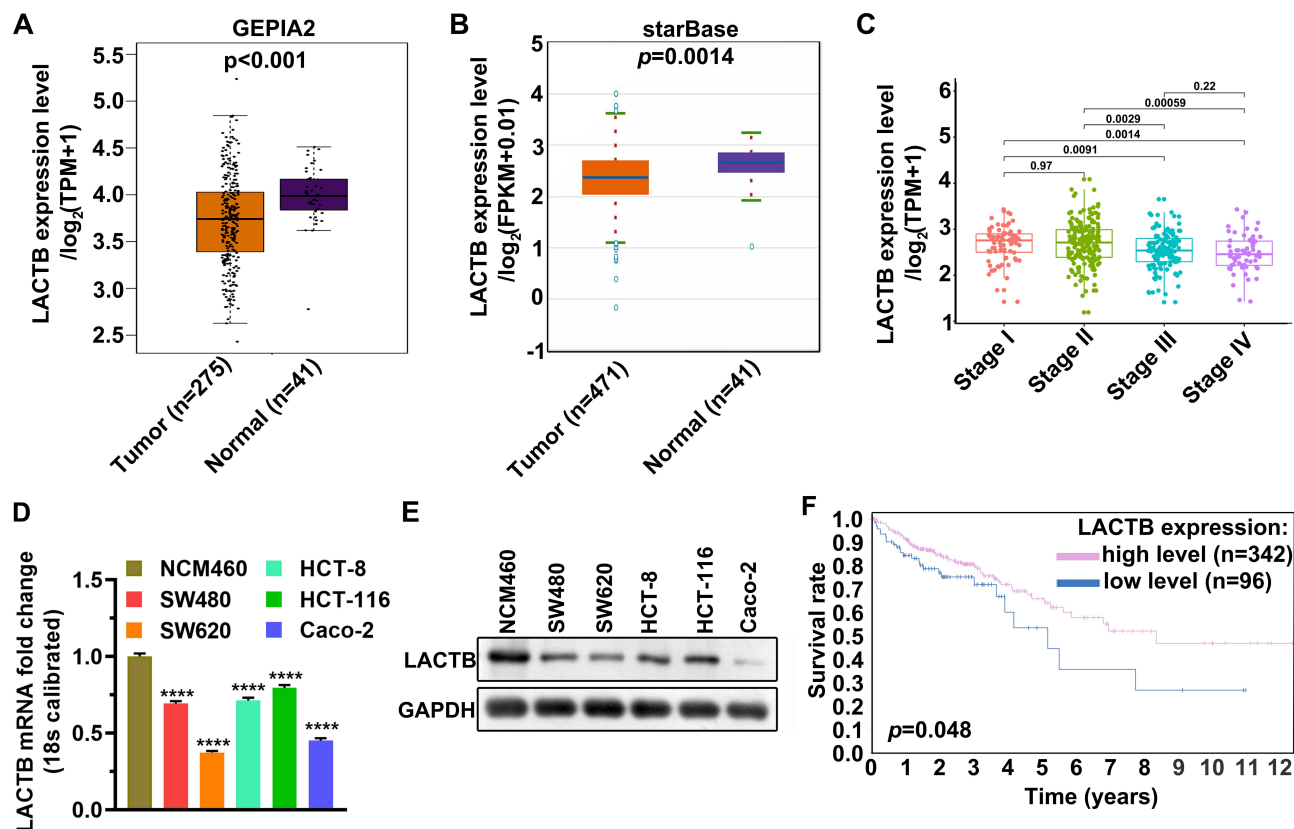 A
GEPIA2
p<0.001
LACTB expression level
/log2(TPM+1)
5.5
5.0
4.5
4.0
3.5
3.0
2.5
Tumor (n=275)
Normal (n=41)
B
starBase
p=0.0014
LACTB expression level
/log2(FPKM+0.01)
5
4
3
2
1
0
-1
Tumor (n=471)
Normal (n=41)
C
LACTB expression level
/log2(TPM+1)
6
5
4
3
2
1
0.22
0.00059
0.0029
0.0014
0.0091
0.97
Stage I
Stage II
Stage III
Stage IV
D
LACTB mRNA fold change
(18s calibrated)
NCM460
HCT-8
SW480
HCT-116
SW620
Caco-2
1.5
1.0
0.5
0.0
****
****
****
****
****
E
NCM460
SW480
SW620
HCT-8
HCT-116
Caco-2
LACTB
GAPDH
F
Survival rate
1.0
0.9
0.8
0.7
0.6
0.5
0.4
0.3
0.2
0.1
0.0
LACTB expression:
high level (n=342)
low level (n=96)
p=0.048
0 1 2 3 4 5 6 7 8 9 10 11 12
Time (years)